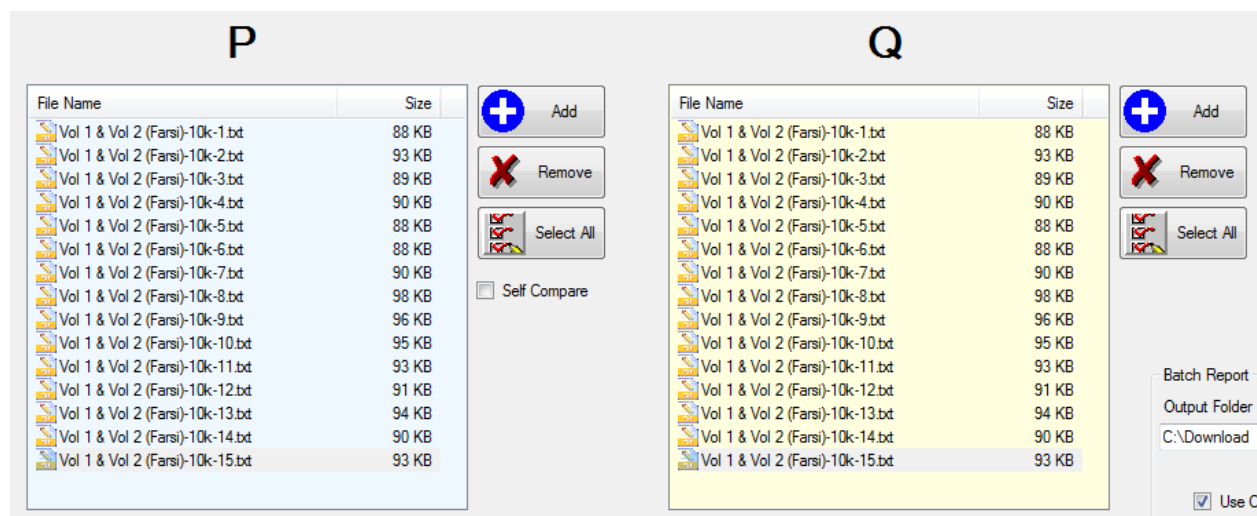 P
File Name Size
Vol 1 & Vol 2 (Farsi)-10k-1.txt 88 KB
Vol 1 & Vol 2 (Farsi)-10k-2.txt 93 KB
Vol 1 & Vol 2 (Farsi)-10k-3.txt 89 KB
Vol 1 & Vol 2 (Farsi)-10k-4.txt 90 KB
Vol 1 & Vol 2 (Farsi)-10k-5.txt 88 KB
Vol 1 & Vol 2 (Farsi)-10k-6.txt 88 KB
Vol 1 & Vol 2 (Farsi)-10k-7.txt 90 KB
Vol 1 & Vol 2 (Farsi)-10k-8.txt 98 KB
Vol 1 & Vol 2 (Farsi)-10k-9.txt 96 KB
Vol 1 & Vol 2 (Farsi)-10k-10.txt 95 KB
Vol 1 & Vol 2 (Farsi)-10k-11.txt 93 KB
Vol 1 & Vol 2 (Farsi)-10k-12.txt 91 KB
Vol 1 & Vol 2 (Farsi)-10k-13.txt 94 KB
Vol 1 & Vol 2 (Farsi)-10k-14.txt 90 KB
Vol 1 & Vol 2 (Farsi)-10k-15.txt 93 KB
Add
Remove
Select All
Self Compare
Q
File Name Size
Vol 1 & Vol 2 (Farsi)-10k-1.txt 88 KB
Vol 1 & Vol 2 (Farsi)-10k-2.txt 93 KB
Vol 1 & Vol 2 (Farsi)-10k-3.txt 89 KB
Vol 1 & Vol 2 (Farsi)-10k-4.txt 90 KB
Vol 1 & Vol 2 (Farsi)-10k-5.txt 88 KB
Vol 1 & Vol 2 (Farsi)-10k-6.txt 88 KB
Vol 1 & Vol 2 (Farsi)-10k-7.txt 90 KB
Vol 1 & Vol 2 (Farsi)-10k-8.txt 98 KB
Vol 1 & Vol 2 (Farsi)-10k-9.txt 96 KB
Vol 1 & Vol 2 (Farsi)-10k-10.txt 95 KB
Vol 1 & Vol 2 (Farsi)-10k-11.txt 93 KB
Vol 1 & Vol 2 (Farsi)-10k-12.txt 91 KB
Vol 1 & Vol 2 (Farsi)-10k-13.txt 94 KB
Vol 1 & Vol 2 (Farsi)-10k-14.txt 90 KB
Vol 1 & Vol 2 (Farsi)-10k-15.txt 93 KB
Add
Remove
Select All
Batch Report
Output Folder
C:\Download
Use